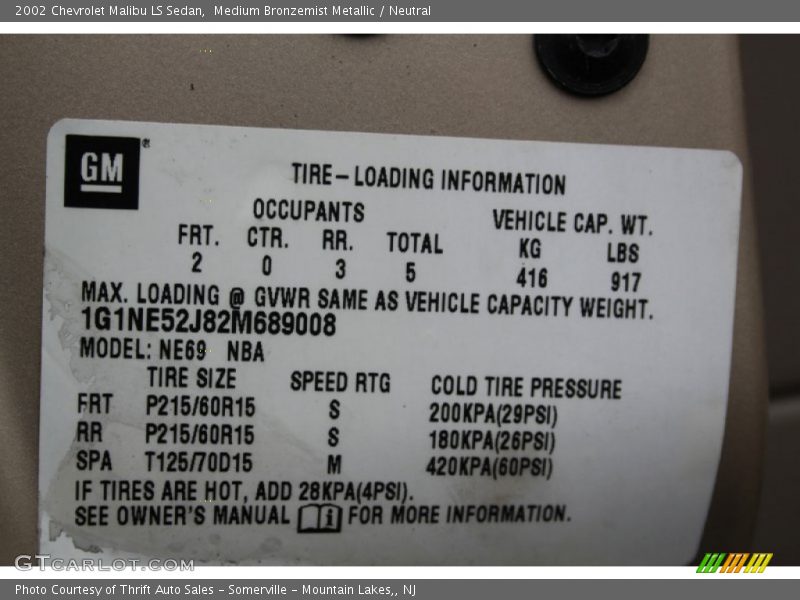 2002 Chevrolet Malibu LS Sedan,  Medium Bronzemist Metallic / Neutral
GM®
TIRE-LOADING INFORMATION
OCCUPANTS VEHICLE CAP. WT.
FRT. CTR. RR. TOTAL KG LBS
2 0 3 5 416 917
MAX. LOADING @ GVWR SAME AS VEHICLE CAPACITY WEIGHT.
1G1NE52J82M689008
MODEL: NE69 NBA
TIRE SIZE SPEED RTG COLD TIRE PRESSURE
FRT P215/60R15 S 200KPA(29PSI)
RR P215/60R15 S 180KPA(26PSI)
SPA T125/70D15 M 420KPA(60PSI)
IF TIRES ARE HOT, ADD 28KPA(4PSI).
SEE OWNER'S MANUAL i FOR MORE INFORMATION.
GTCARLOT.COM
Photo Courtesy of Thrift Auto Sales - Somerville - Mountain Lakes,, NJ